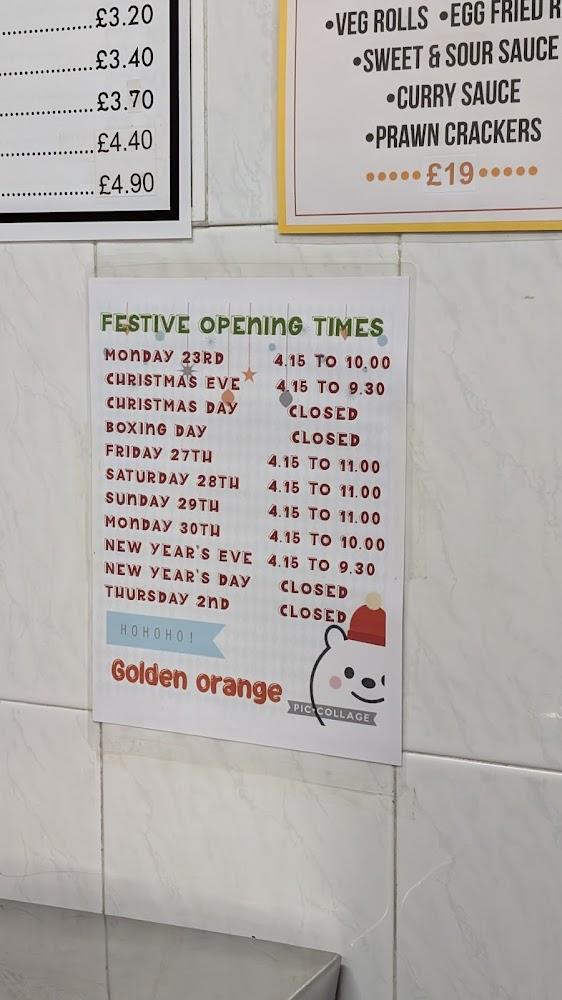 £3.20
£3.40
£3.70
£4.40
£4.90
•VEG ROLLS •EGG FRIED R
•SWEET & SOUR SAUCE
•CURRY SAUCE
•PRAWN CRACKERS
•••••£19•••••
FESTIVE OPENING TIMES
MONDAY 23RD 4.15 TO 10.00
CHRISTMAS EVE 4.15 TO 9.30
CHRISTMAS DAY CLOSED
BOXING DAY CLOSED
FRIDAY 27TH 4.15 TO 11.00
SATURDAY 28TH 4.15 TO 11.00
SUNDAY 29TH 4.15 TO 11.00
MONDAY 30TH 4.15 TO 10.00
NEW YEAR'S EVE 4.15 TO 9.30
NEW YEAR'S DAY CLOSED
THURSDAY 2ND CLOSED
HOHOHO!
Golden orange
PIC•COLLAGE